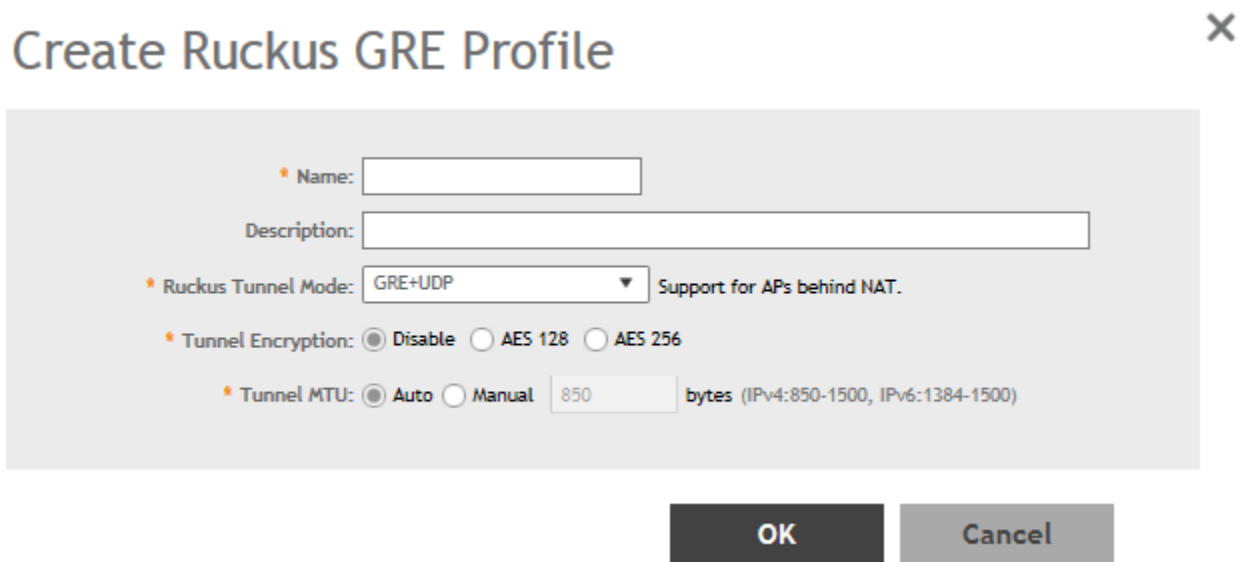 Create Ruckus GRE Profile
* Name:
Description:
* Ruckus Tunnel Mode: GRE+UDP Support for APs behind NAT.
* Tunnel Encryption: Disable AES 128 AES 256
* Tunnel MTU: Auto Manual 850 bytes (IPv4:850-1500, IPv6:1384-1500)
OK Cancel